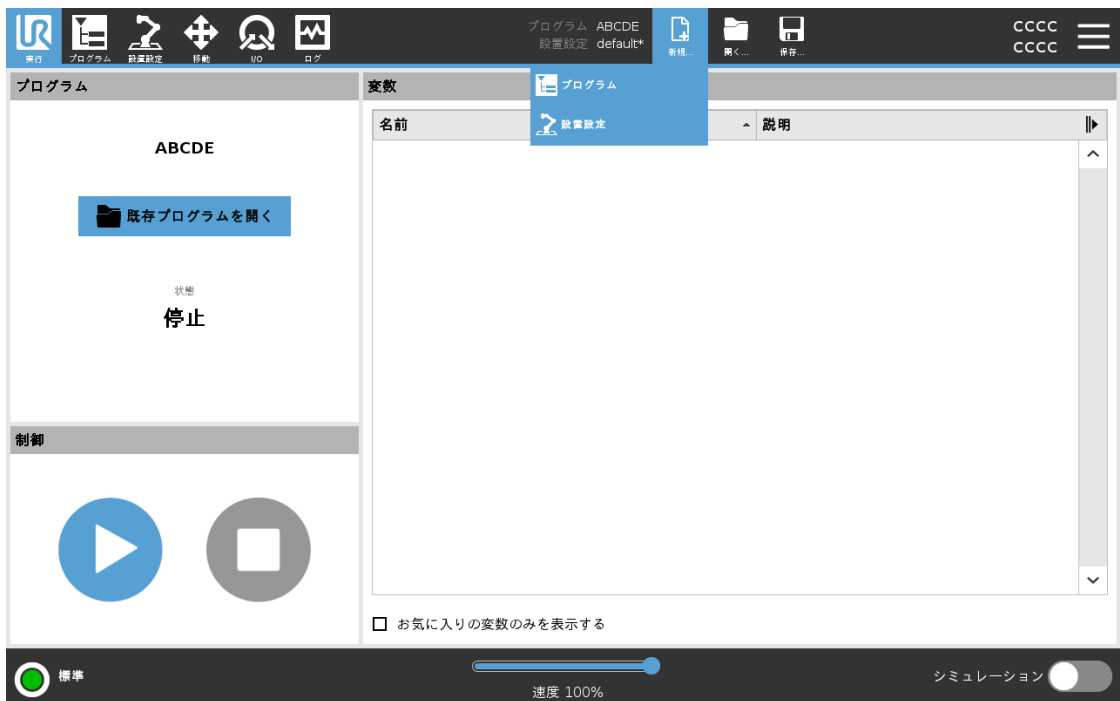 実行
プログラム
設置設定
移動
I/O
ログ
プログラム ABCDE
設置設定 default*
新規...
開く...
保存...
CCCC
CCCC
プログラム
設置設定
プログラム
ABCDE
既存プログラムを開く
状態
停止
制御
変数
名前
説明
お気に入りの変数のみを表示する
標準
速度 100%
シミュレーション